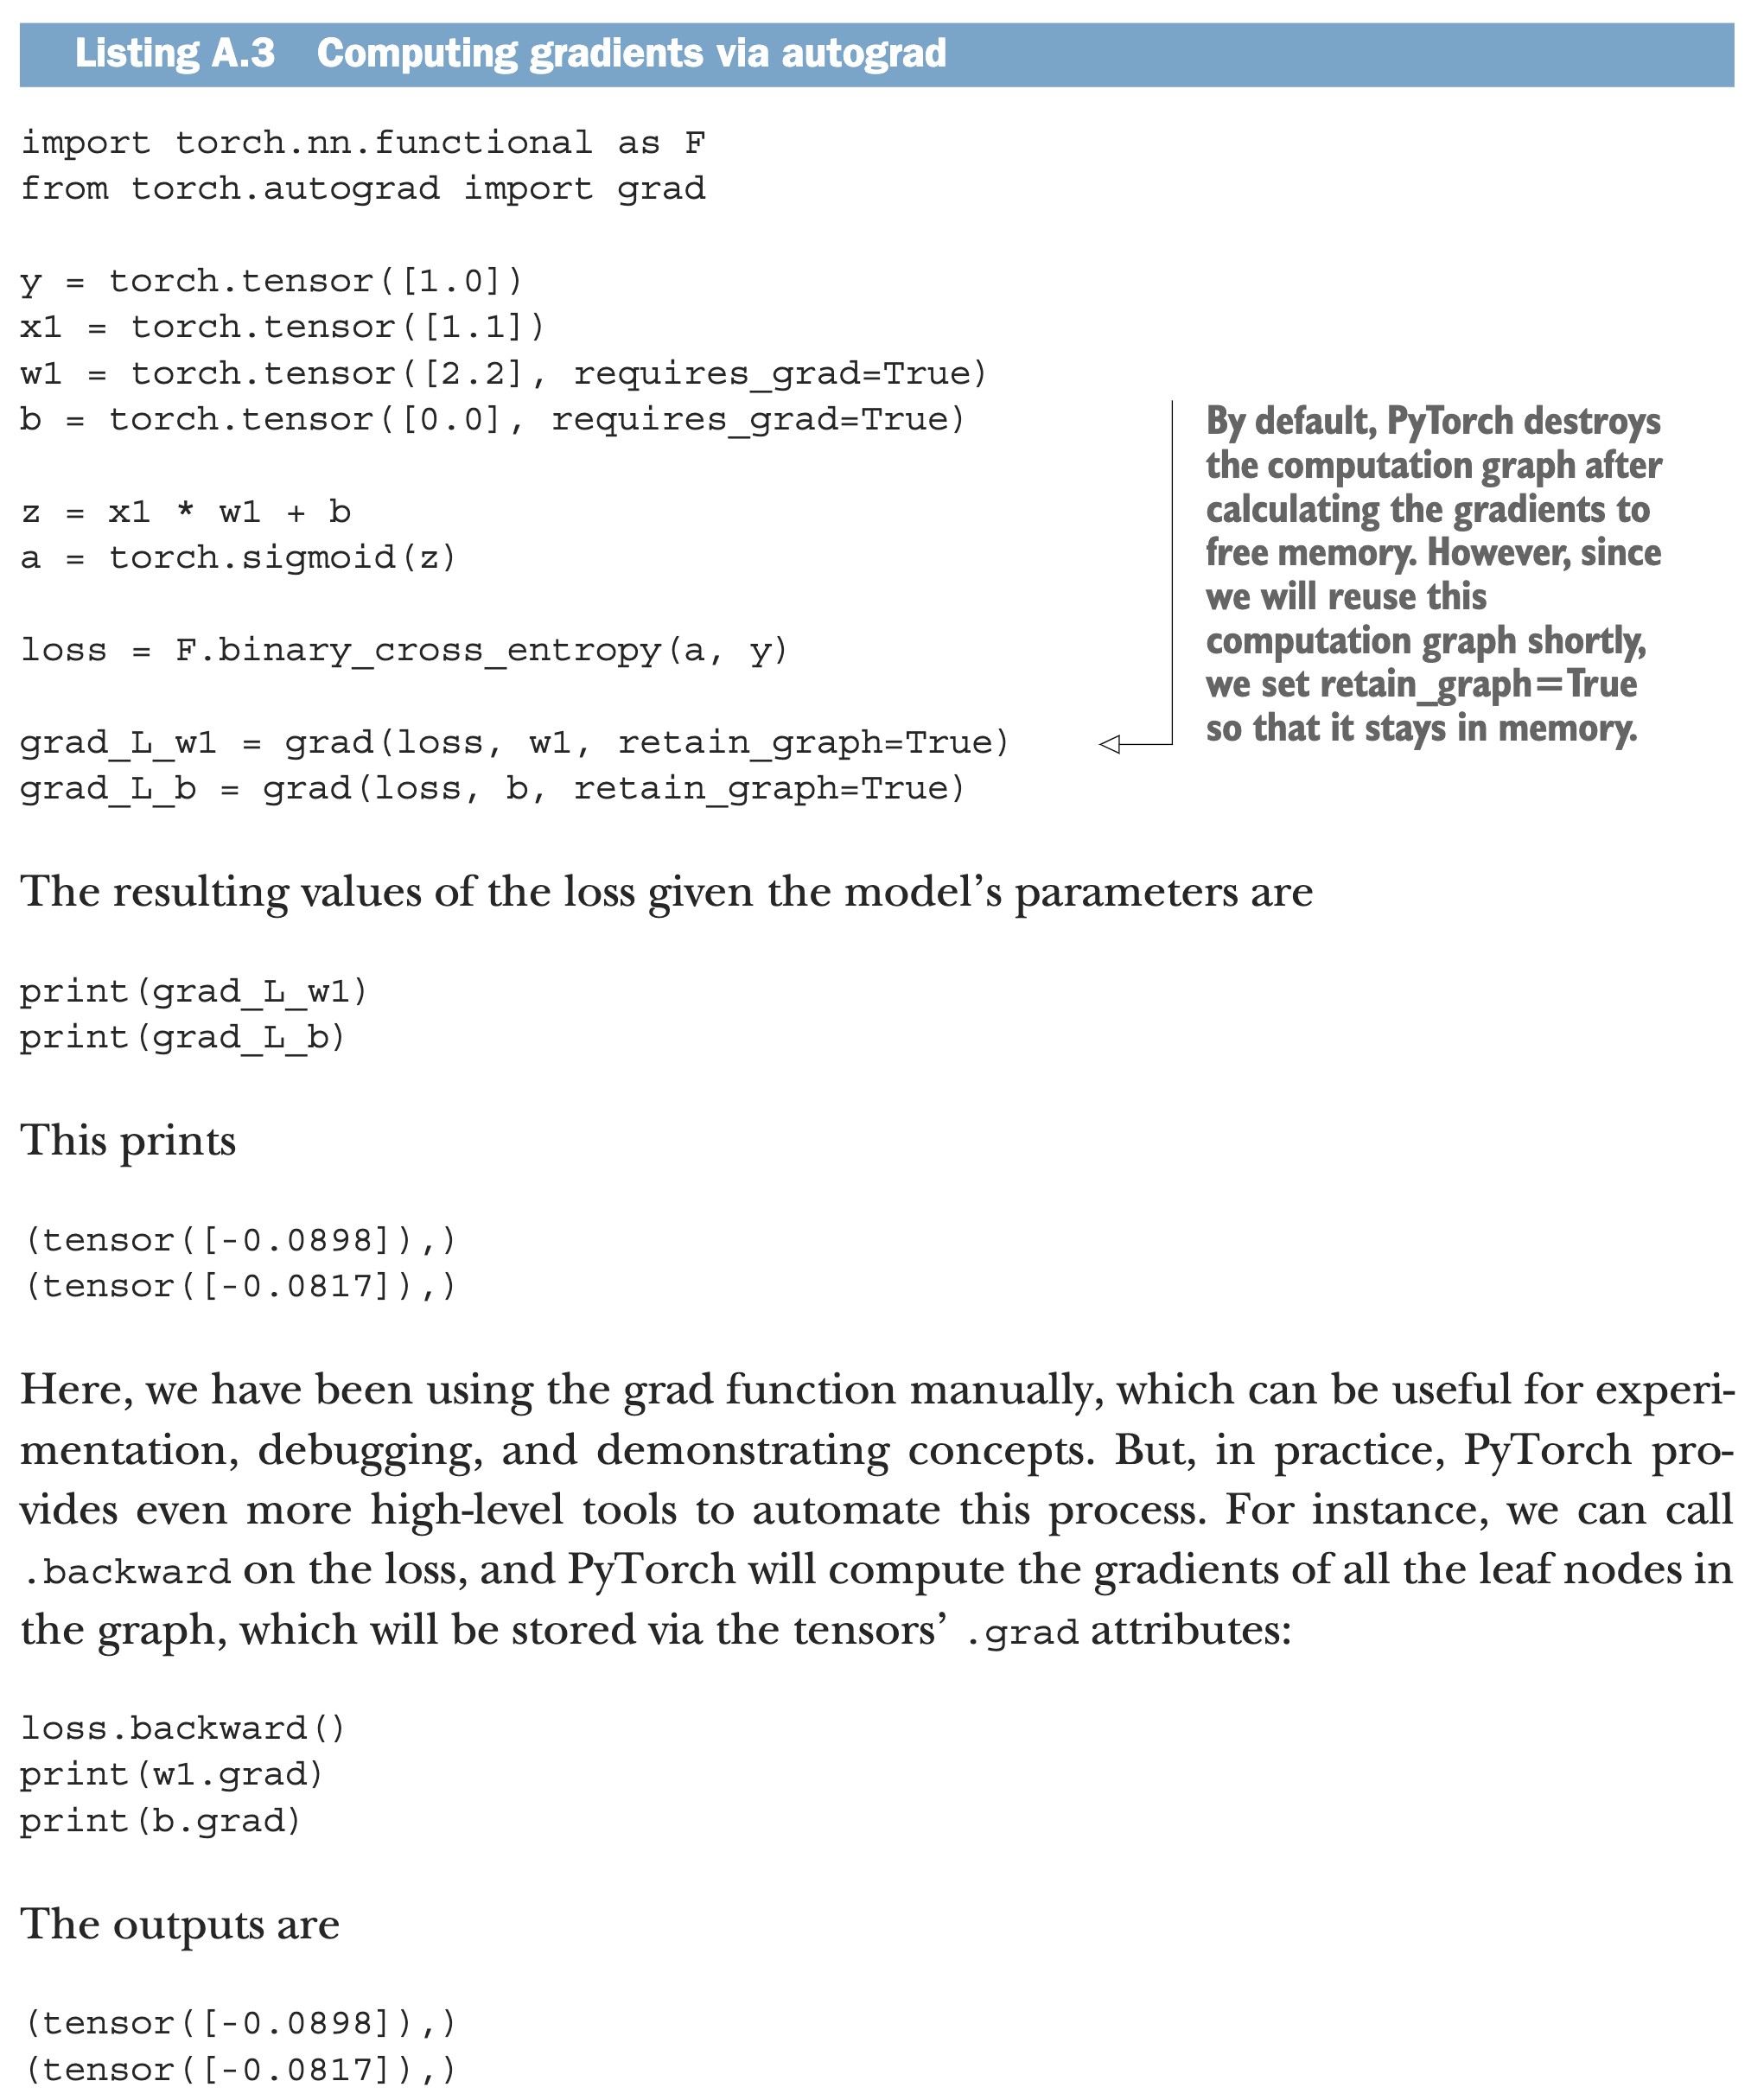 Listing A.3 Computing gradients via autograd
import torch.nn.functional as F
from torch.autograd import grad
y = torch.tensor([1.0])
x1 = torch.tensor([1.1])
w1 = torch.tensor([2.2], requires_grad=True)
b = torch.tensor([0.0], requires_grad=True)
z = x1 * w1 + b
a = torch.sigmoid(z)
loss = F.binary_cross_entropy(a, y)
grad_L_w1 = grad(loss, w1, retain_graph=True)
grad_L_b = grad(loss, b, retain_graph=True)
By default, PyTorch destroys
the computation graph after
calculating the gradients to
free memory. However, since
we will reuse this
computation graph shortly,
we set retain_graph=True
so that it stays in memory.
The resulting values of the loss given the model’s parameters are
print(grad_L_w1)
print(grad_L_b)
This prints
(tensor([-0.0898]),)
(tensor([-0.0817]),)
Here, we have been using the grad function manually, which can be useful for experi-
mentation, debugging, and demonstrating concepts. But, in practice, PyTorch pro-
vides even more high-level tools to automate this process. For instance, we can call
.backward on the loss, and PyTorch will compute the gradients of all the leaf nodes in
the graph, which will be stored via the tensors’ .grad attributes:
loss.backward()
print(w1.grad)
print(b.grad)
The outputs are
(tensor([-0.0898]),)
(tensor([-0.0817]),)